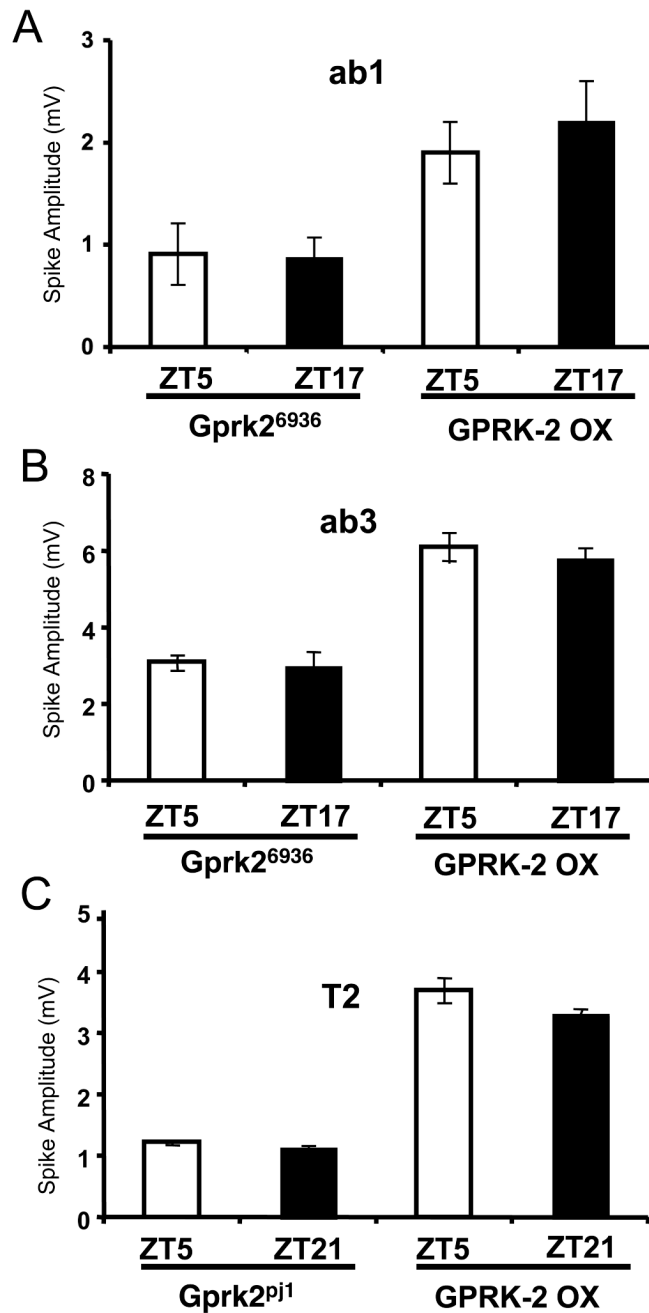 A
3
ab1
2
1
0
Spike Amplitude (mV)
ZT5 ZT17 ZT5 ZT17
Gprk2⁶⁹³⁶ GPRK-2 OX
B
8
ab3
6
4
2
0
Spike Amplitude (mV)
ZT5 ZT17 ZT5 ZT17
Gprk2⁶⁹³⁶ GPRK-2 OX
C
5
T2
4
3
2
1
0
Spike Amplitude (mV)
ZT5 ZT21 ZT5 ZT21
Gprk2ᵖʲ¹ GPRK-2 OX